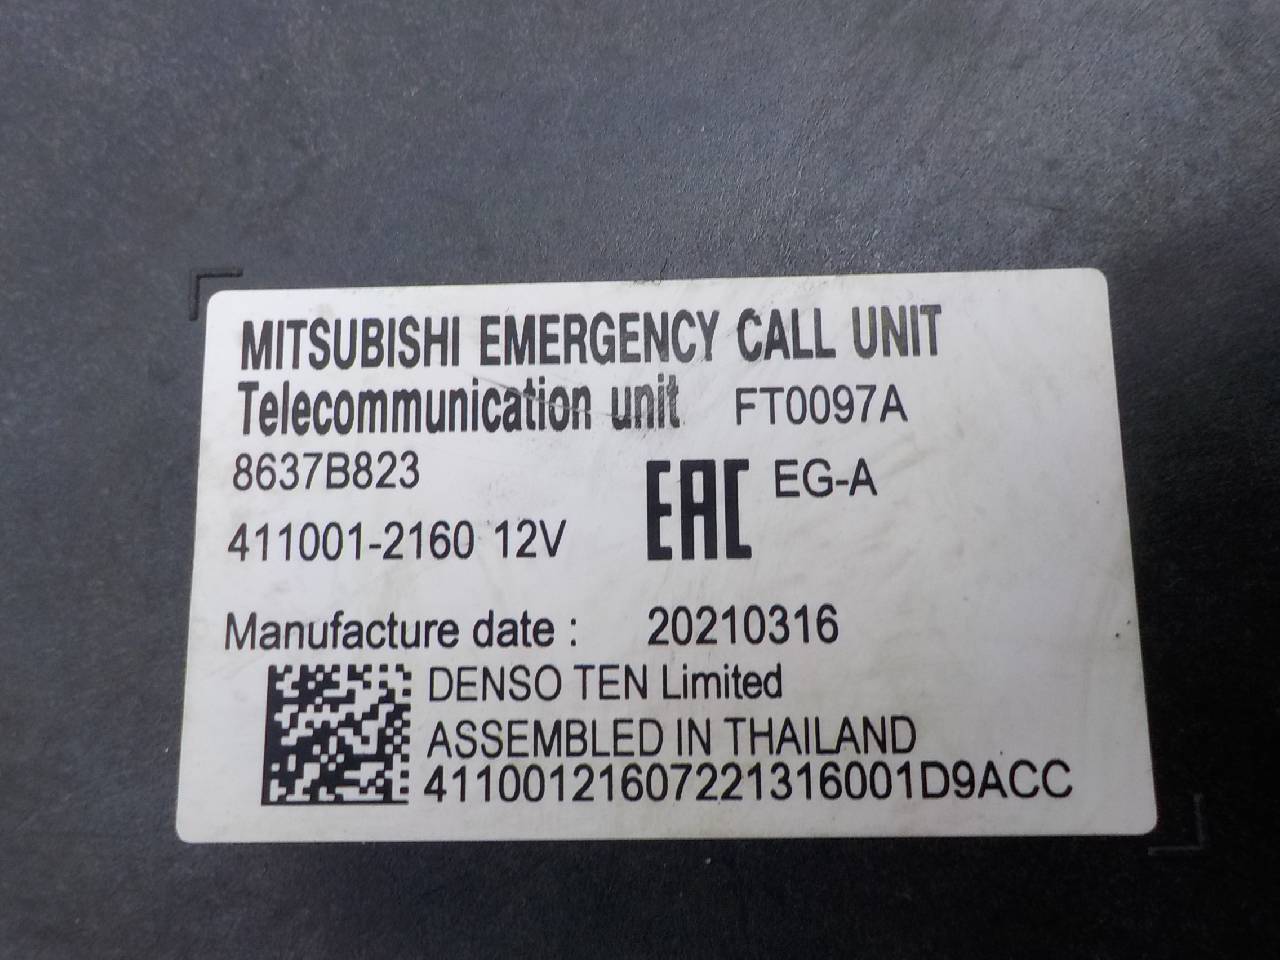 MITSUBISHI EMERGENCY CALL UNIT
Telecommunication unit FT0097A
8637B823
EAC EG-A
411001-2160 12V
Manufacture date : 20210316
DENSO TEN Limited
ASSEMBLED IN THAILAND
41100121607221316001D9ACC